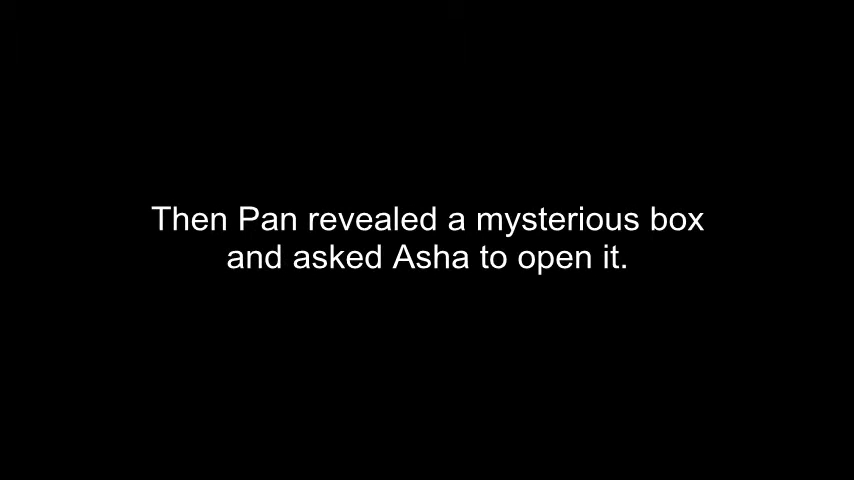 Then Pan revealed a mysterious box
and asked Asha to open it.